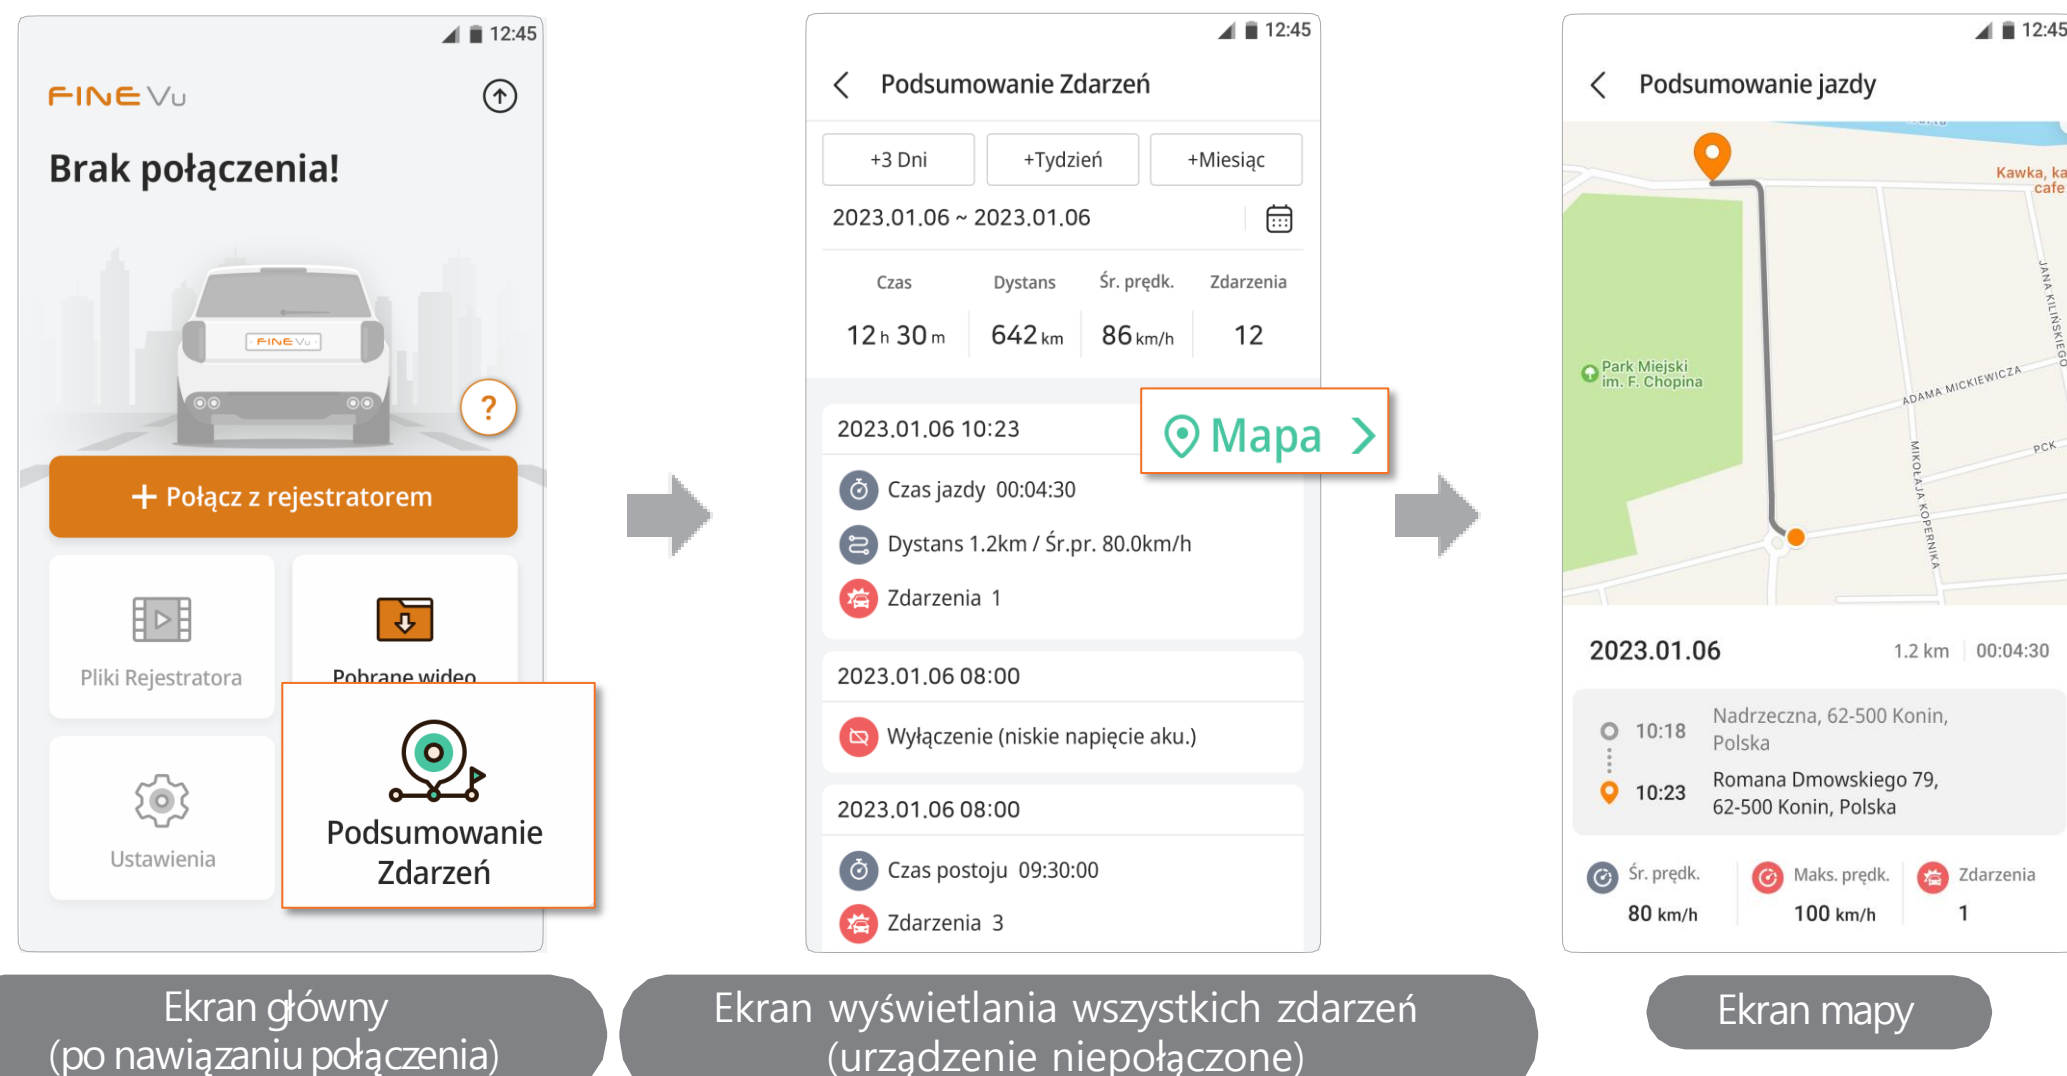 12:45
FINE Vu
Brak połączenia!
FINE Vu
?
+ Połącz z rejestratorem
Pliki Rejestratora
Pobrane wideo
Ustawienia
Podsumowanie
Zdarzeń
Ekran główny
(po nawiązaniu połączenia)
12:45
Podsumowanie Zdarzeń
+3 Dni
+Tydzień
+Miesiąc
2023.01.06 ~ 2023.01.06
Czas Dystans Śr. prędk. Zdarzenia
12 h 30 m 642 km 86 km/h 12
2023.01.06 10:23
Mapa
Czas jazdy 00:04:30
Dystans 1.2km / Śr.pr. 80.0km/h
Zdarzenia 1
2023.01.06 08:00
Wyłączenie (niskie napięcie aku.)
2023.01.06 08:00
Czas postoju 09:30:00
Zdarzenia 3
Ekran wyświetlania wszystkich zdarzeń
(urządzenie niepołączone)
12:45
Podsumowanie jazdy
Kawka, ka
cafe
JANA KILIŃSKIEGO
Park Miejski
im. F. Chopina
ADAMA MICKIEWICZA
PCK
MIKOŁAJA KOPERNIKA
2023.01.06 1.2 km 00:04:30
10:18 Nadrzeczna, 62-500 Konin,
Polska
10:23 Romana Dmowskiego 79,
62-500 Konin, Polska
Śr. prędk. Maks. prędk. Zdarzenia
80 km/h 100 km/h 1
Ekran mapy